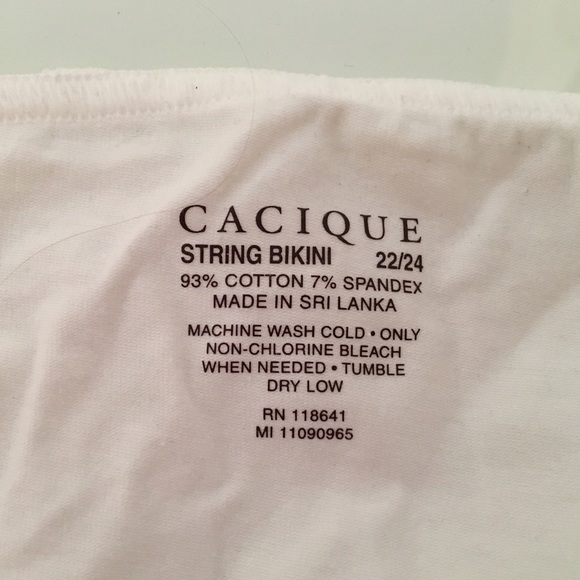 CACIQUE
STRING BIKINI 22/24
93% COTTON 7% SPANDEX
MADE IN SRI LANKA
MACHINE WASH COLD • ONLY
NON-CHLORINE BLEACH
WHEN NEEDED • TUMBLE
DRY LOW
RN 118641
MI 11090965